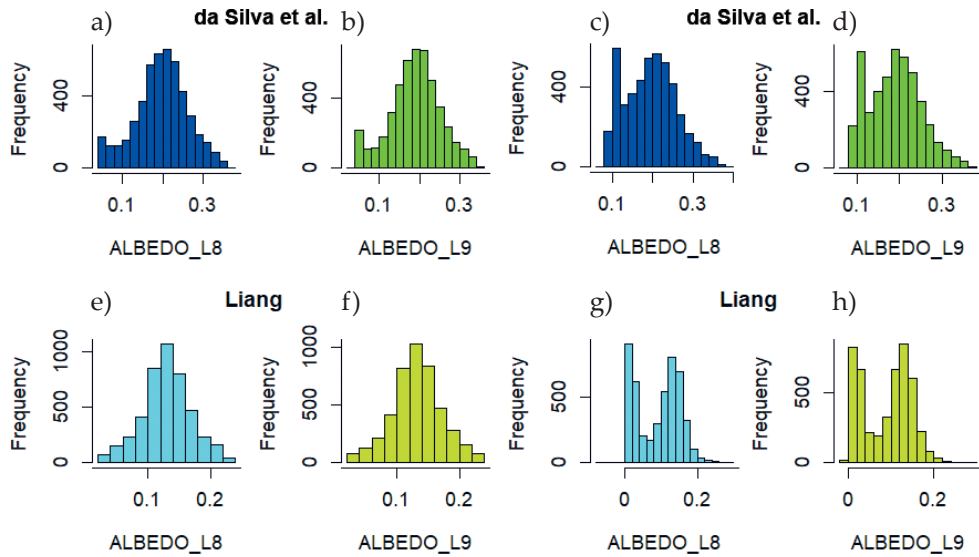 da Silva et al.
da Silva et al.
a)
b)
c)
d)
Frequency
0
400
0.1
0.3
ALBEDO_L8
Frequency
0
400
0.1
0.3
ALBEDO_L9
Frequency
0
400
0.1
0.3
ALBEDO_L8
Frequency
0
400
0.1
0.3
ALBEDO_L9
Liang
Liang
e)
f)
g)
h)
Frequency
0
500
1000
0.1
0.2
ALBEDO_L8
Frequency
0
500
1000
0.1
0.2
ALBEDO_L9
Frequency
0
500
0
0.2
ALBEDO_L8
Frequency
0
500
0
0.2
ALBEDO_L9